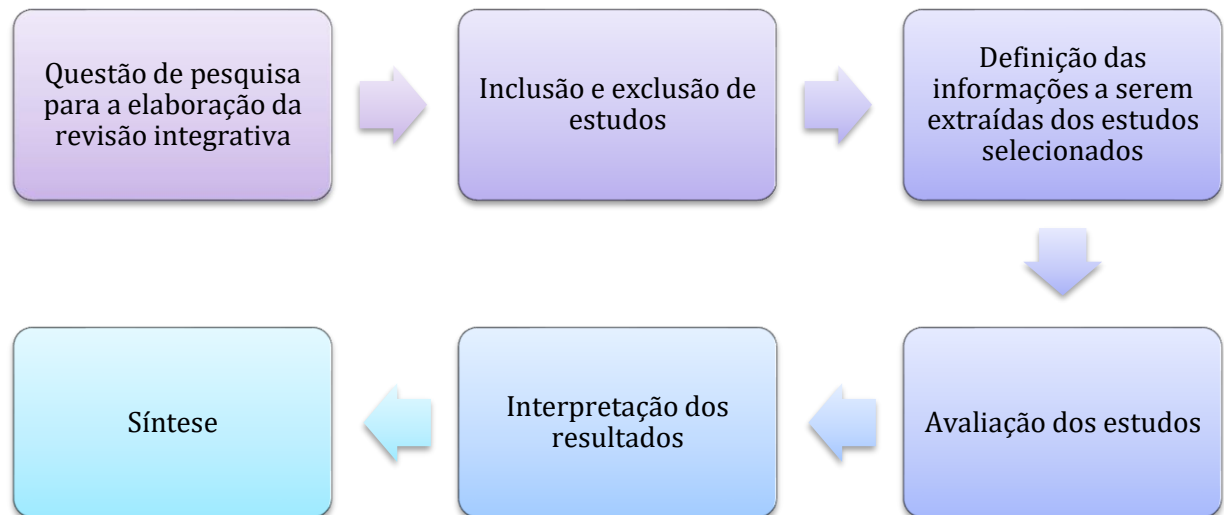 Questão de pesquisa
para a elaboração da
revisão integrativa
Inclusão e exclusão de
estudos
Definição das
informações a serem
extraídas dos estudos
selecionados
Avaliação dos estudos
Interpretação dos
resultados
Síntese